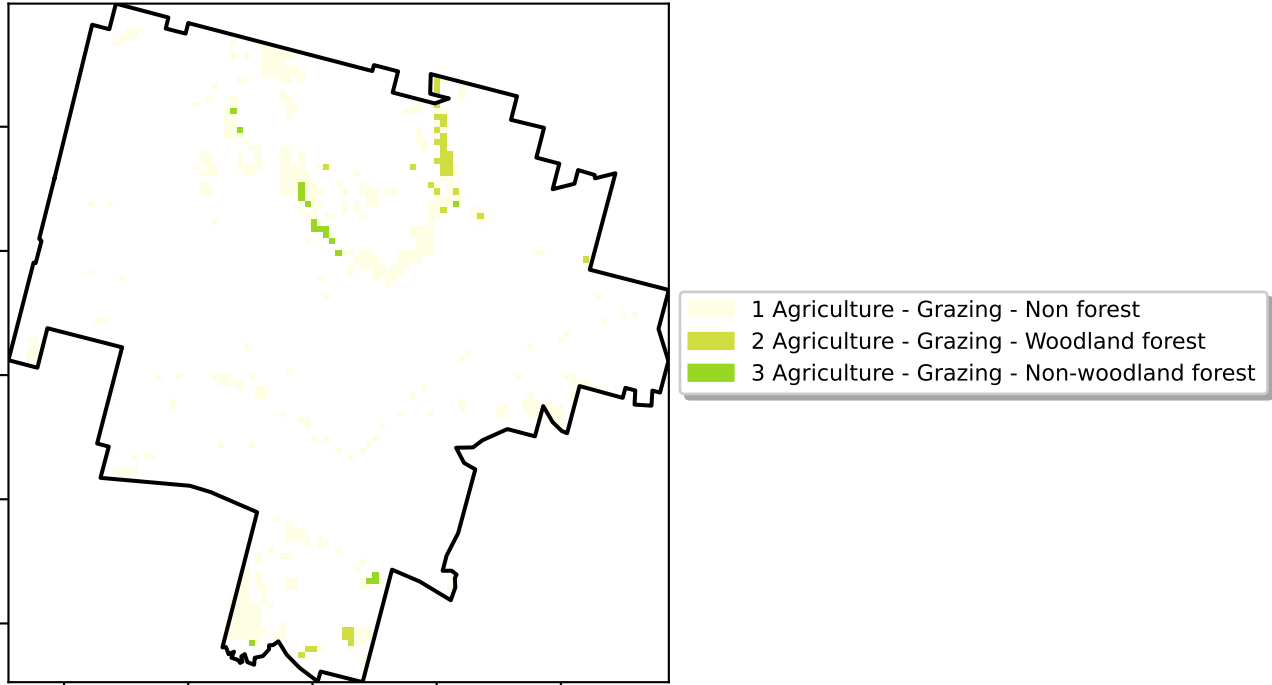 1 Agriculture - Grazing - Non forest
2 Agriculture - Grazing - Woodland forest
3 Agriculture - Grazing - Non-woodland forest